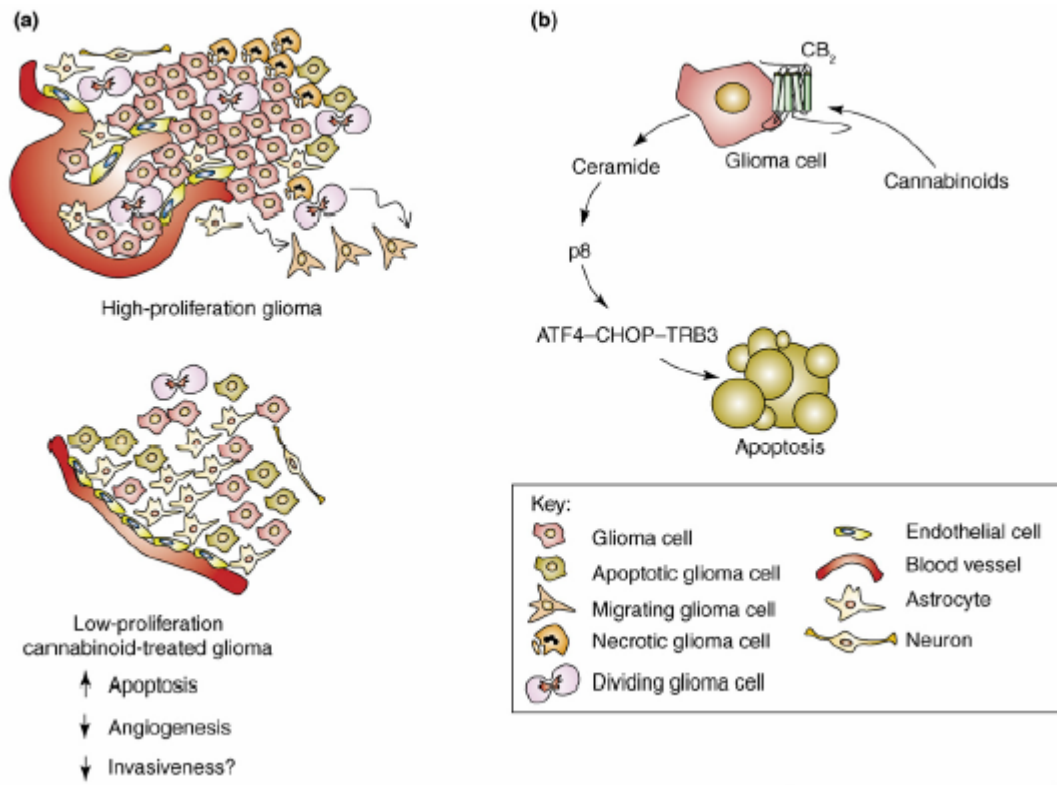 (a)
High-proliferation glioma
Low-proliferation
cannabinoid-treated glioma
Apoptosis
Angiogenesis
Invasiveness?
(b)
CB2
Glioma cell
Cannabinoids
Ceramide
p8
ATF4–CHOP–TRB3
Apoptosis
Key:
Glioma cell
Apoptotic glioma cell
Migrating glioma cell
Necrotic glioma cell
Dividing glioma cell
Endothelial cell
Blood vessel
Astrocyte
Neuron